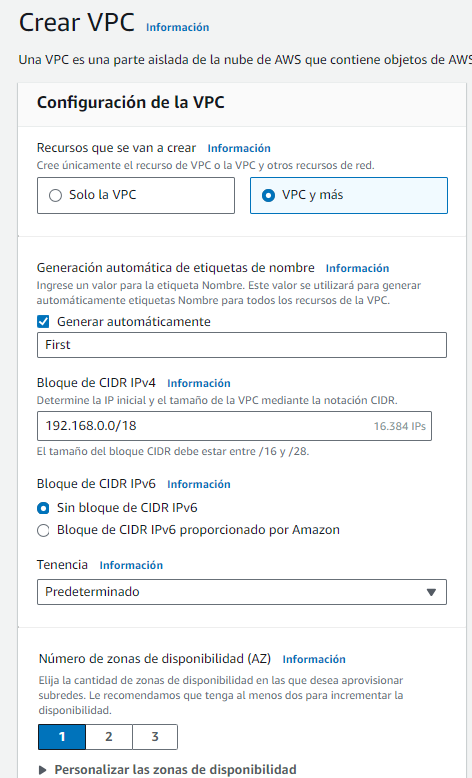 Crear VPC Información
Una VPC es una parte aislada de la nube de AWS que contiene objetos de AWS
Configuración de la VPC
Recursos que se van a crear Información
Cree únicamente el recurso de VPC o la VPC y otros recursos de red.
Solo la VPC VPC y más
Generación automática de etiquetas de nombre Información
Ingrese un valor para la etiqueta Nombre. Este valor se utilizará para generar
automáticamente etiquetas Nombre para todos los recursos de la VPC.
Generar automáticamente
First
Bloque de CIDR IPv4 Información
Determine la IP inicial y el tamaño de la VPC mediante la notación CIDR.
192.168.0.0/18 16.384 IPs
El tamaño del bloque CIDR debe estar entre /16 y /28.
Bloque de CIDR IPv6 Información
Sin bloque de CIDR IPv6
Bloque de CIDR IPv6 proporcionado por Amazon
Tenencia Información
Predeterminado
Número de zonas de disponibilidad (AZ) Información
Elija la cantidad de zonas de disponibilidad en las que desea aprovisionar
subredes. Le recomendamos que tenga al menos dos para incrementar la
disponibilidad.
1 2 3
Personalizar las zonas de disponibilidad